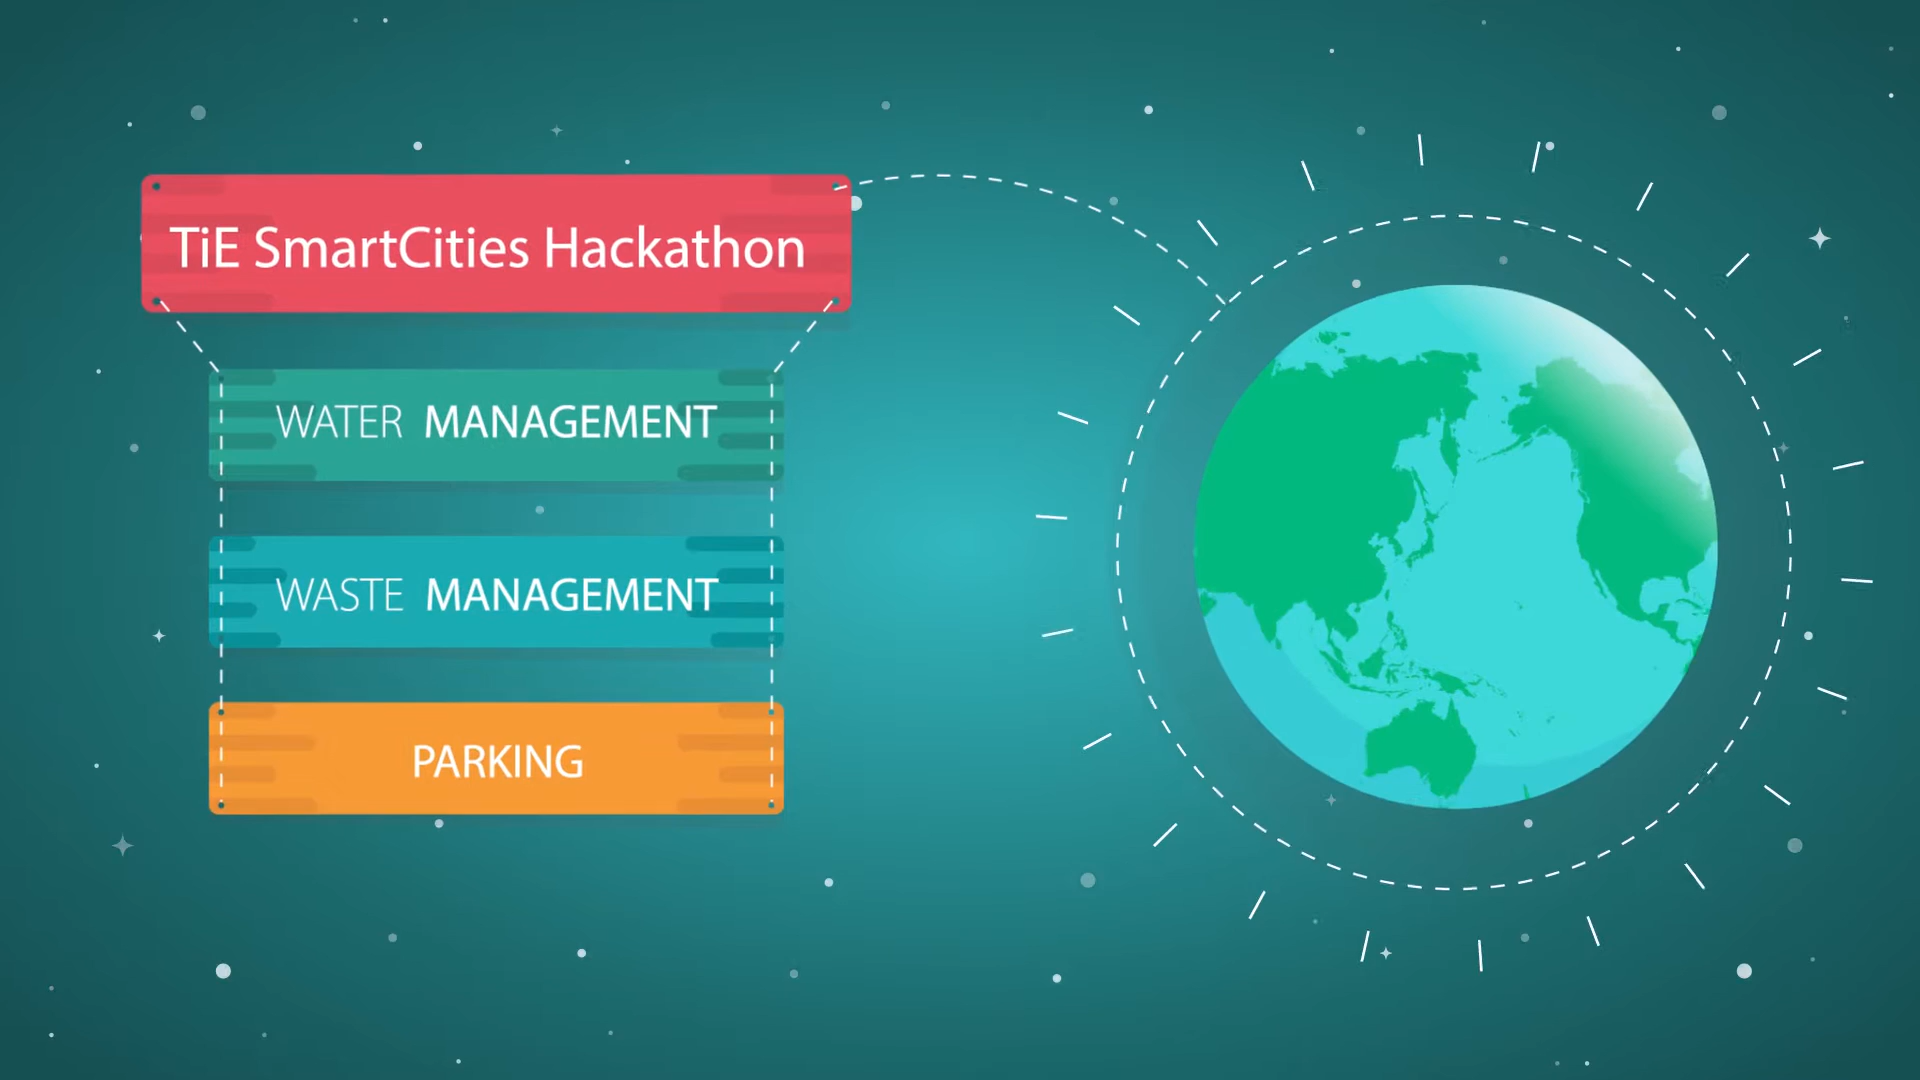 TiE SmartCities Hackathon
WATER MANAGEMENT
WASTE MANAGEMENT
PARKING